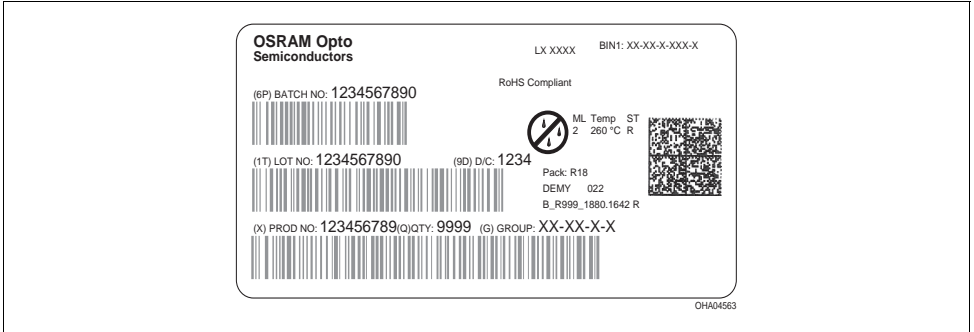 OSRAM Opto
Semiconductors
LX XXXX
BIN1: XX-XX-X-XXX-X
RoHS Compliant
(6P) BATCH NO: 1234567890
ML Temp ST
2 260 °C R
(1T) LOT NO: 1234567890 (9D) D/C: 1234
Pack: R18
DEMY 022
B_R999_1880.1642 R
(X) PROD NO: 123456789(Q)QTY: 9999 (G) GROUP: XX-XX-X-X
OHA04563